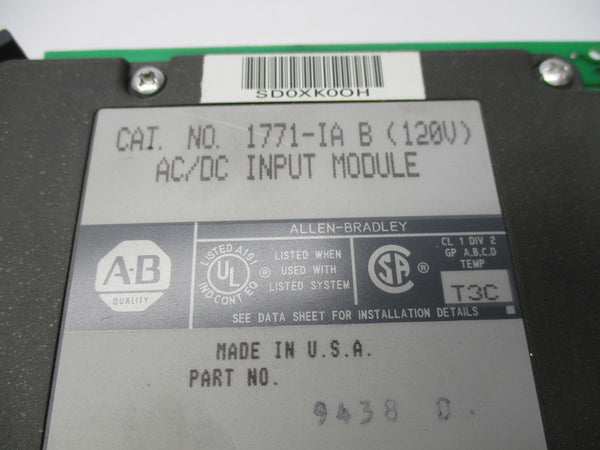 SD0XK00H
CAT. NO. 1771-IA B (120V)
AC/DC INPUT MODULE
ALLEN-BRADLEY
A-B
QUALITY
LISTED A191
UL ®
IND CONT EQ
LISTED WHEN
USED WITH
LISTED SYSTEM
SA ®
CL 1 DIV 2
GP A,B,C,D
TEMP
T3C
SEE DATA SHEET FOR INSTALLATION DETAILS
MADE IN U.S.A.
PART NO.
9438 0